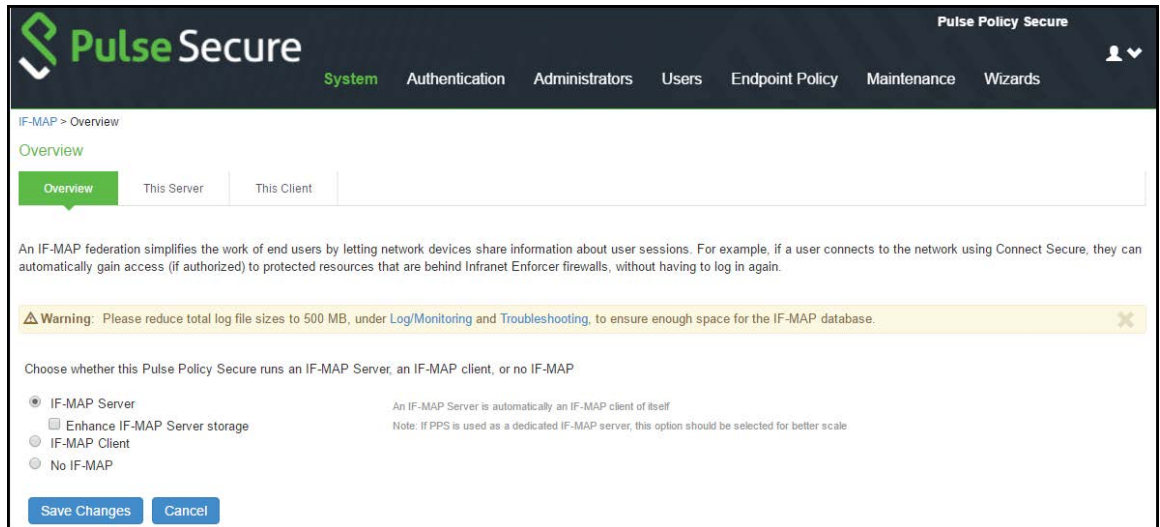 Pulse Policy Secure
Pulse Secure
System Authentication Administrators Users Endpoint Policy Maintenance Wizards
IF-MAP > Overview
Overview
Overview This Server This Client
An IF-MAP federation simplifies the work of end users by letting network devices share information about user sessions. For example, if a user connects to the network using Connect Secure, they can
automatically gain access (if authorized) to protected resources that are behind Infranet Enforcer firewalls, without having to log in again.
Warning: Please reduce total log file sizes to 500 MB, under Log/Monitoring and Troubleshooting, to ensure enough space for the IF-MAP database.
Choose whether this Pulse Policy Secure runs an IF-MAP Server, an IF-MAP client, or no IF-MAP
IF-MAP Server An IF-MAP Server is automatically an IF-MAP client of itself
Enhance IF-MAP Server storage Note: If PPS is used as a dedicated IF-MAP server, this option should be selected for better scale
IF-MAP Client
No IF-MAP
Save Changes Cancel